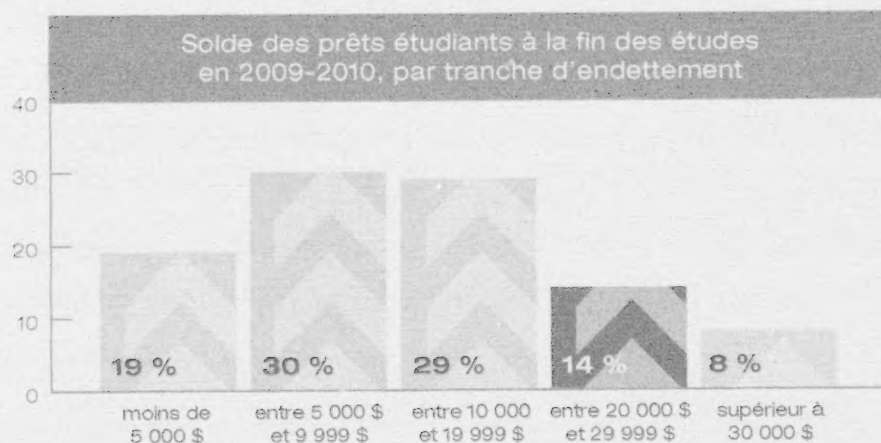 Solde des prêts étudiants à la fin des études
en 2009-2010, par tranche d'endettement
40
30
20
10
0
19 %
30 %
29 %
14 %
8 %
moins de
5 000 $
entre 5 000 $
et 9 999 $
entre 10 000
et 19 999 $
entre 20 000 $
et 29 999 $
supérieur à
30 000 $